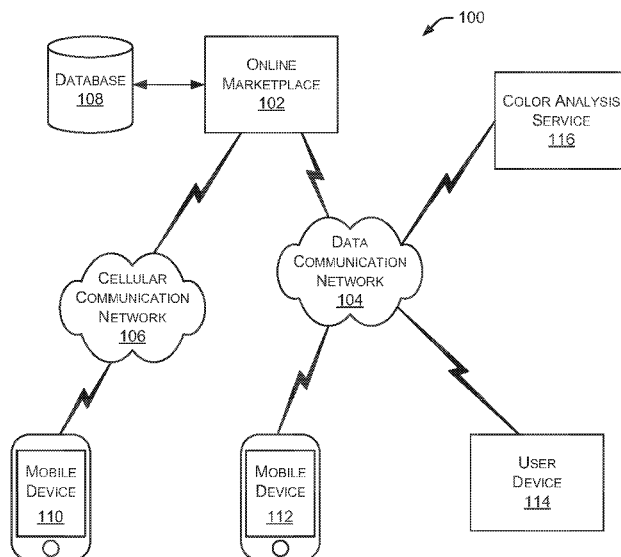 100
DATABASE
108
ONLINE
MARKETPLACE
102
COLOR ANALYSIS
SERVICE
116
DATA
COMMUNICATION
NETWORK
104
CELLULAR
COMMUNICATION
NETWORK
106
MOBILE
DEVICE
110
MOBILE
DEVICE
112
USER
DEVICE
114